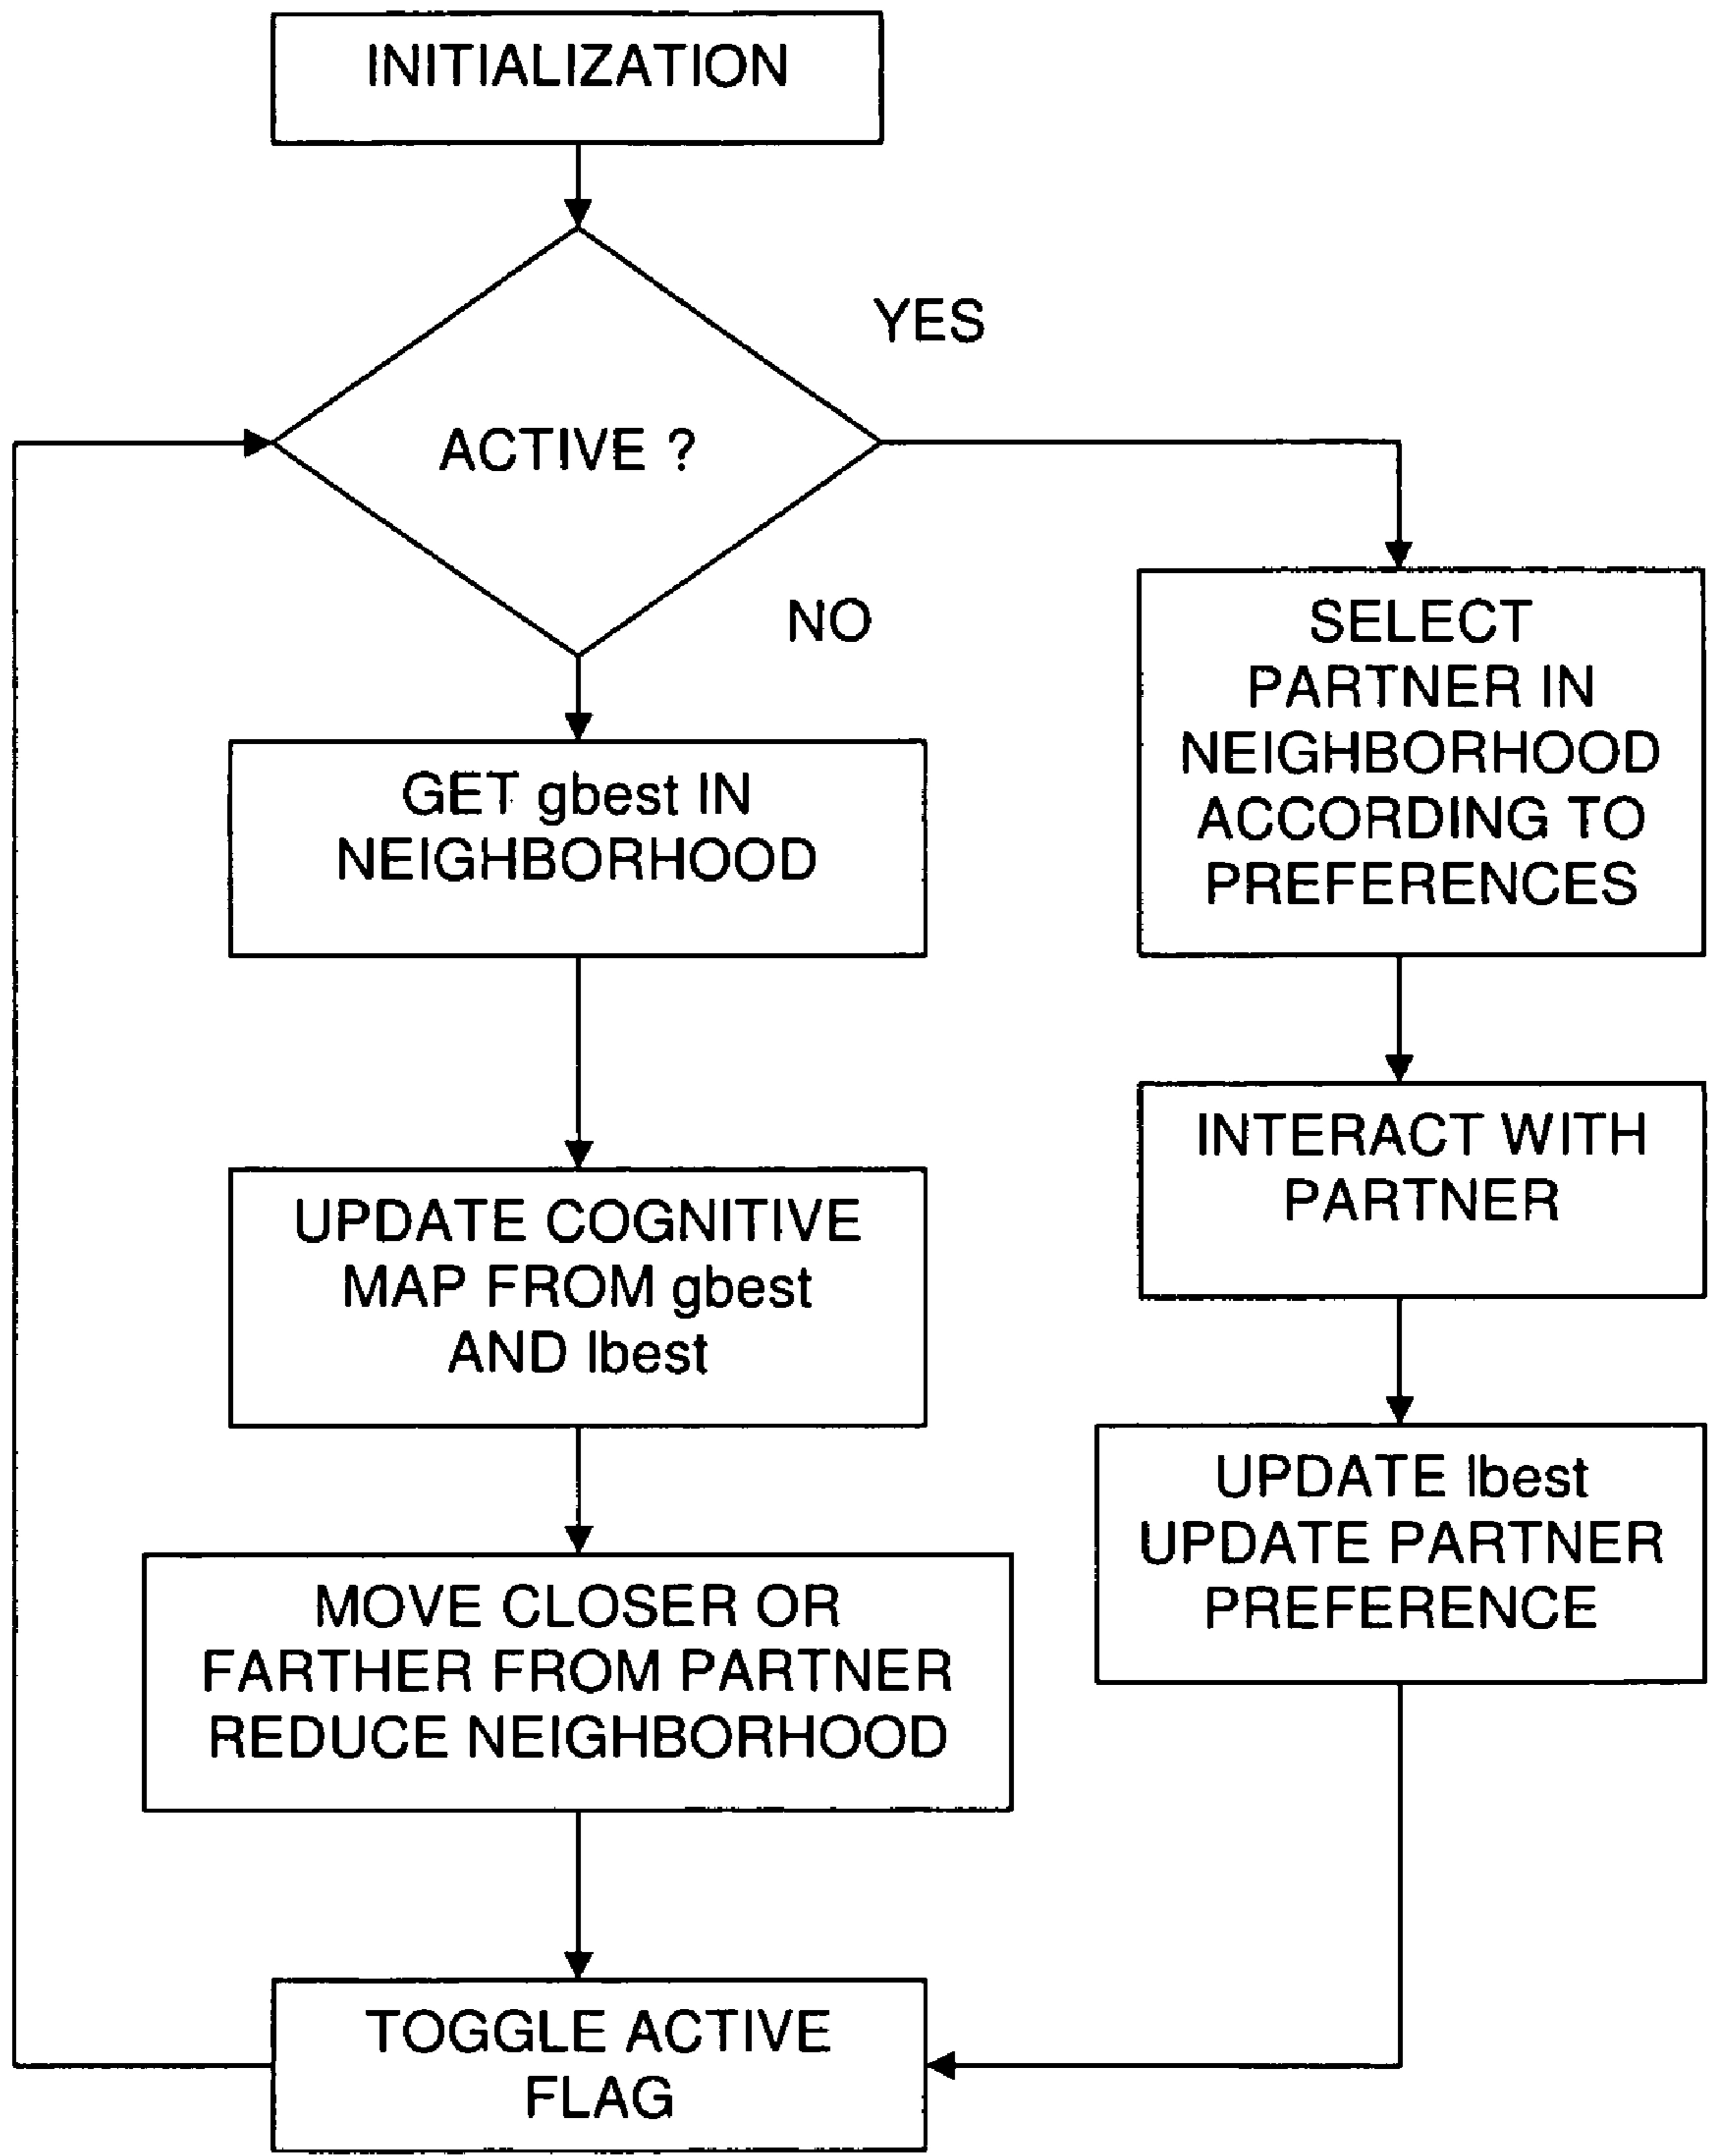 INITIALIZATION
YES
ACTIVE ?
NO
GET gbest IN
NEIGHBORHOOD
UPDATE COGNITIVE
MAP FROM gbest
AND lbest
MOVE CLOSER OR
FARTHER FROM PARTNER
REDUCE NEIGHBORHOOD
SELECT
PARTNER IN
NEIGHBORHOOD
ACCORDING TO
PREFERENCES
INTERACT WITH
PARTNER
UPDATE lbest
UPDATE PARTNER
PREFERENCE
TOGGLE ACTIVE
FLAG